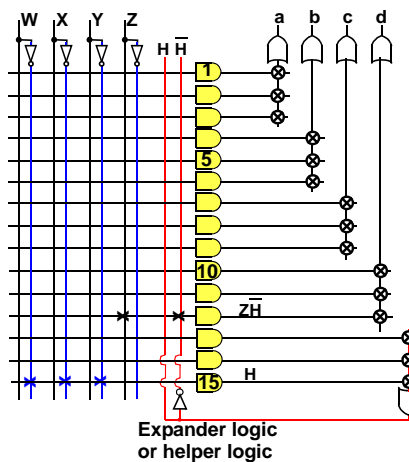 a b c d
W X Y Z
H H̅
1
5
10
ZH̅
H
15
Expander logic
or helper logic